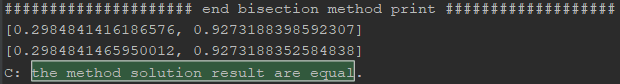 ##################### end bisection method print ###################
[0.2984841416186576, 0.9273188398592307]
[0.2984841465950012, 0.9273188352584838]
C: the method solution result are equal.